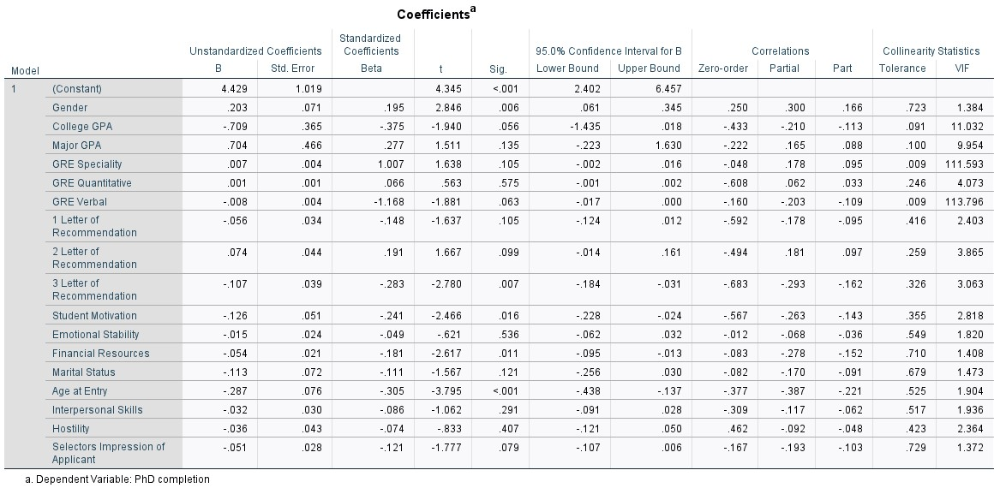 Coefficientsa
Standardized
Unstandardized Coefficients Coefficients 95.0% Confidence Interval for B Correlations Collinearity Statistics
Model B Std. Error Beta t Sig. Lower Bound Upper Bound Zero-order Partial Part Tolerance VIF
1 (Constant) 4.429 1.019 4.345 <.001 2.402 6.457
Gender .203 .071 .195 2.846 .006 .061 .345 .250 .300 .166 .723 1.384
College GPA -.709 .365 -.375 -1.940 .056 -1.435 .018 -.433 -.210 -.113 .091 11.032
Major GPA .704 .466 .277 1.511 .135 -.223 1.630 -.222 .165 .088 .100 9.954
GRE Speciality .007 .004 1.007 1.638 .105 -.002 .016 -.048 .178 .095 .009 111.593
GRE Quantitative .001 .001 .066 .563 .575 -.001 .002 -.608 .062 .033 .246 4.073
GRE Verbal -.008 .004 -1.168 -1.881 .063 -.017 .000 -.160 -.203 -.109 .009 113.796
1 Letter of
Recommendation -.056 .034 -.148 -1.637 .105 -.124 .012 -.592 -.178 -.095 .416 2.403
2 Letter of
Recommendation .074 .044 .191 1.667 .099 -.014 .161 -.494 .181 .097 .259 3.865
3 Letter of
Recommendation -.107 .039 -.283 -2.780 .007 -.184 -.031 -.683 -.293 -.162 .326 3.063
Student Motivation -.126 .051 -.241 -2.466 .016 -.228 -.024 -.567 -.263 -.143 .355 2.818
Emotional Stability -.015 .024 -.049 -.621 .536 -.062 .032 -.012 -.068 -.036 .549 1.820
Financial Resources -.054 .021 -.181 -2.617 .011 -.095 -.013 -.083 -.278 -.152 .710 1.408
Marital Status -.113 .072 -.111 -1.567 .121 -.256 .030 -.082 -.170 -.091 .679 1.473
Age at Entry -.287 .076 -.305 -3.795 <.001 -.438 -.137 -.377 -.387 -.221 .525 1.904
Interpersonal Skills -.032 .030 -.086 -1.062 .291 -.091 .028 -.309 -.117 -.062 .517 1.936
Hostility -.036 .043 -.074 -.833 .407 -.121 .050 .462 -.092 -.048 .423 2.364
Selectors Impression of
Applicant -.051 .028 -.121 -1.777 .079 -.107 .006 -.167 -.193 -.103 .729 1.372
a. Dependent Variable: PhD completion